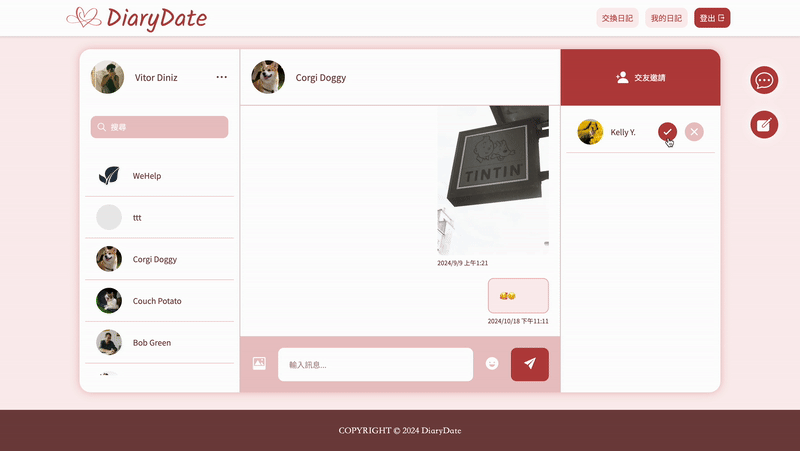 DiaryDate
交換日記
我的日記
登出
Vitor Diniz
搜尋
WeHelp
ttt
Corgi Doggy
Couch Potato
Bob Green
Corgi Doggy
TINTIN
2024/9/9 上午1:21
2024/10/18 下午11:11
輸入訊息...
交友邀請
Kelly Y.
COPYRIGHT © 2024 DiaryDate